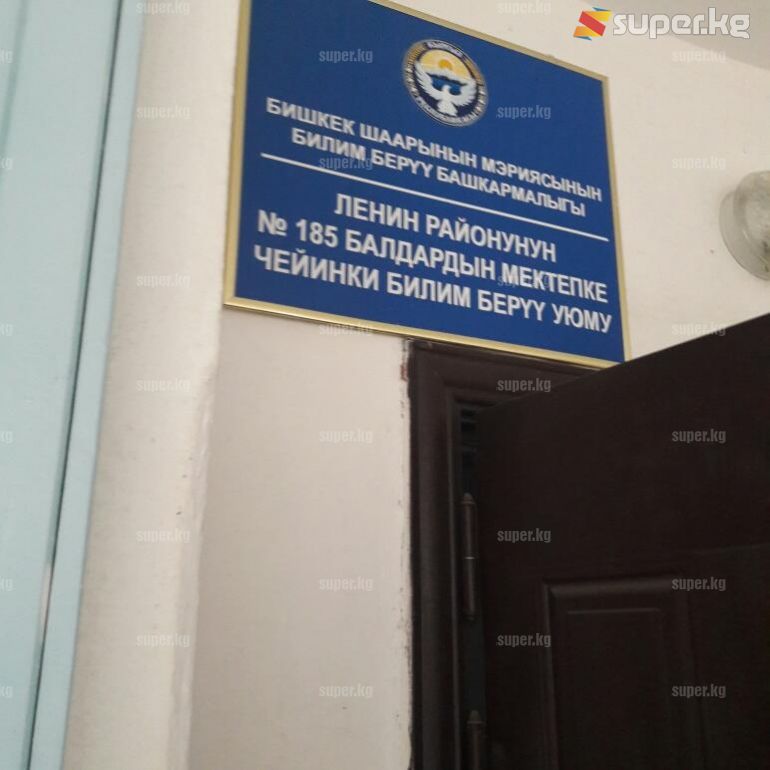 super.kg
БИШКЕК ШААРЫНЫН МЭРИЯСЫНЫН
БИЛИМ БЕРҮҮ БАШКАРМАЛЫГЫ
ЛЕНИН РАЙОНУНУН
№ 185 БАЛДАРДЫН МЕКТЕПКЕ
ЧЕЙИНКИ БИЛИМ БЕРҮҮ УЮМУ